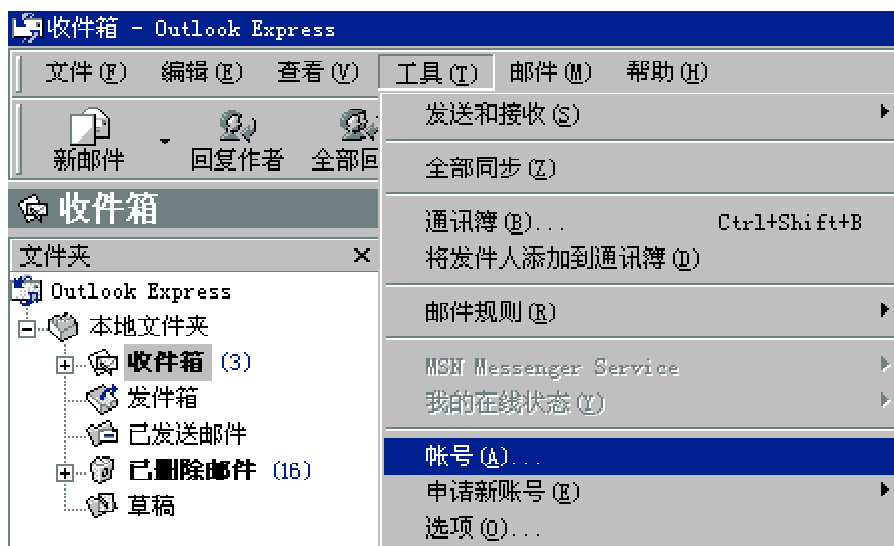 收件箱 - Outlook Express
文件(F) 编辑(E) 查看(V) 工具(T) 邮件(M) 帮助(H)
新邮件 回复作者 全部回
收件箱
文件夹
Outlook Express
本地文件夹
收件箱 (3)
发件箱
已发送邮件
已删除邮件 (16)
草稿
发送和接收(S)
全部同步(Z)
通讯簿(B)... Ctrl+Shift+B
将发件人添加到通讯簿(D)
邮件规则(R)
MSN Messenger Service
我的在线状态(Y)
帐号(A)...
申请新账号(E)
选项(O)...